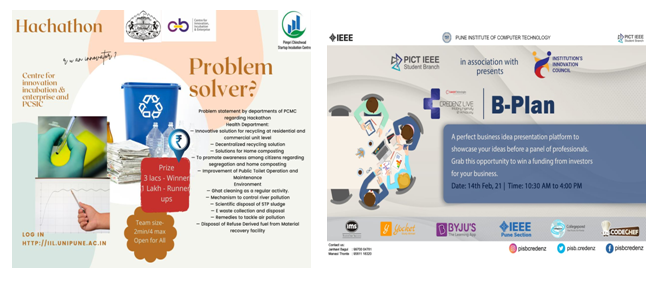 Hachathon
r u an innovator?
Centre for
innovation
incubation &
enterprise and
PCSIC
Centre for
Innovation,
Incubation
& Enterprise
Pimpri Chinchwad
Startup Incubation Centre
Problem
solver?
Problem statement by departments of PCMC
regarding Hackathon
Health Department:
– Innovative solution for recycling at residential and
commercial unit level
– Decentralized recycling solution
– Solutions for Home composting
– To promote awareness among citizens regarding
segregation and home composting
– Improvement of Public Toilet Operation and
Maintenance
Environment
– Ghat cleaning as a regular activity.
– Mechanism to control river pollution
– Scientific disposal of STP sludge
– E waste collection and disposal
– Remedies to tackle air pollution
– Disposal of Refuse Derived fuel from Material
recovery facility
Prize
3 lacs - Winner
1 Lakh - Runner
ups
Team size-
2min/4 max
Open for All
LOG IN
HTTP://IIL.UNIPUNE.AC.IN
IEEE
PUNE INSTITUTE OF COMPUTER TECHNOLOGY
PICT IEEE
Student Branch
PICT IEEE
Student Branch
in association with
presents
INSTITUTION'S
INNOVATION
COUNCIL
CREDENZ LIVE
B-Plan
A perfect business idea presentation platform to
showcase your ideas before a panel of professionals.
Grab this opportunity to win a funding from investors
for your business.
Date: 14th Feb, 21 | Time: 10:30 AM to 4:00 PM
ims
Yocket
BYJU'S
The Learning App
IEEE
Pune Section
CODECHEF
Contact us:
pisbcredenz
pisb.credenz
pisbcredenz